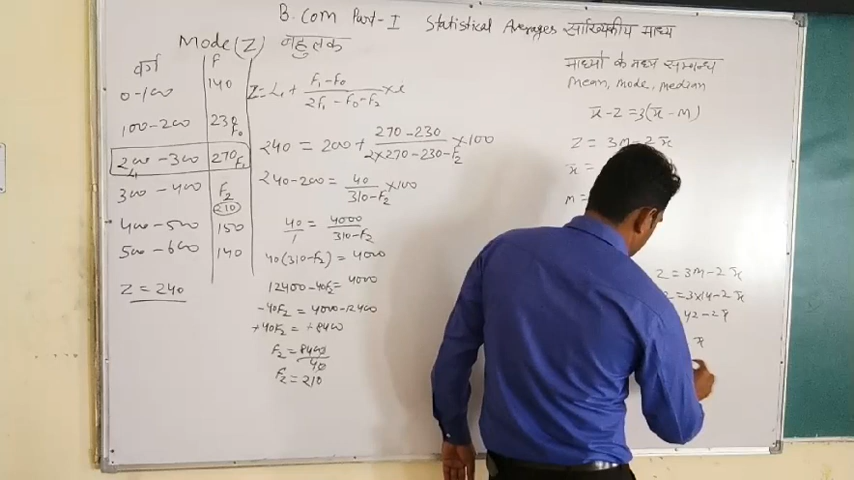 B.Com Part-I Statistical Averages सांख्यिकीय माध्य
Mode (Z) बहुलक
वर्ग F
0-100 140
100-200 230 F₀
200-300 270 F₁
L₁
300-400 F₂
210
400-500 150
500-600 140
Z = 240
Z = L₁ + (F₁-F₀)/(2F₁-F₀-F₂) × i
240 = 200 + (270-230)/(2×270-230-F₂) × 100
240-200 = 40/(310-F₂) × 100
40/1 = 4000/(310-F₂)
40(310-F₂) = 4000
12400-40F₂ = 4000
-40F₂ = 4000-12400
+40F₂ = +8400
F₂ = 8400/40
F₂ = 210
माध्यों के मध्य सम्बन्ध
mean, mode, median
x̄-Z = 3(x̄-M)
Z = 3M-2x̄
x̄ =
M =
Z = 3M-2x̄
= 3×14-2x̄
42-2x̄
x̄